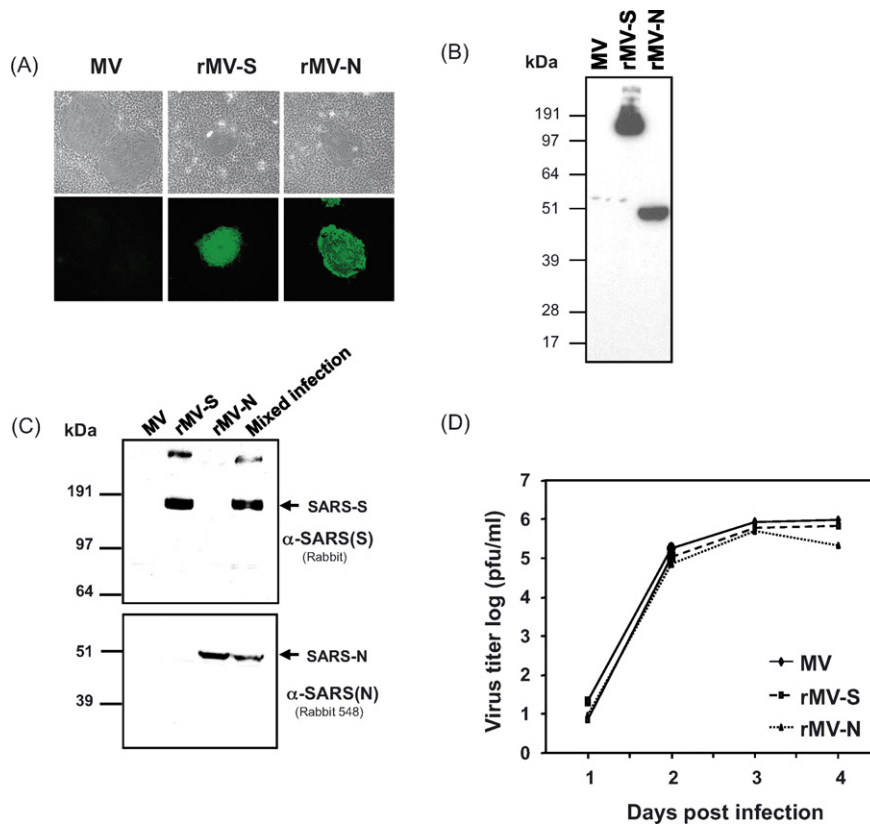 (A)
MV rMV-S rMV-N
(B)
kDa
MV
rMV-S
rMV-N
191
97
64
51
39
28
17
(C)
kDa
MV
rMV-S
rMV-N
Mixed infection
191
97
64
SARS-S
α-SARS(S)
(Rabbit)
51
39
SARS-N
α-SARS(N)
(Rabbit 548)
(D)
Virus titer log (pfu/ml)
7
6
5
4
3
2
1
0
MV
rMV-S
rMV-N
1 2 3 4
Days post infection